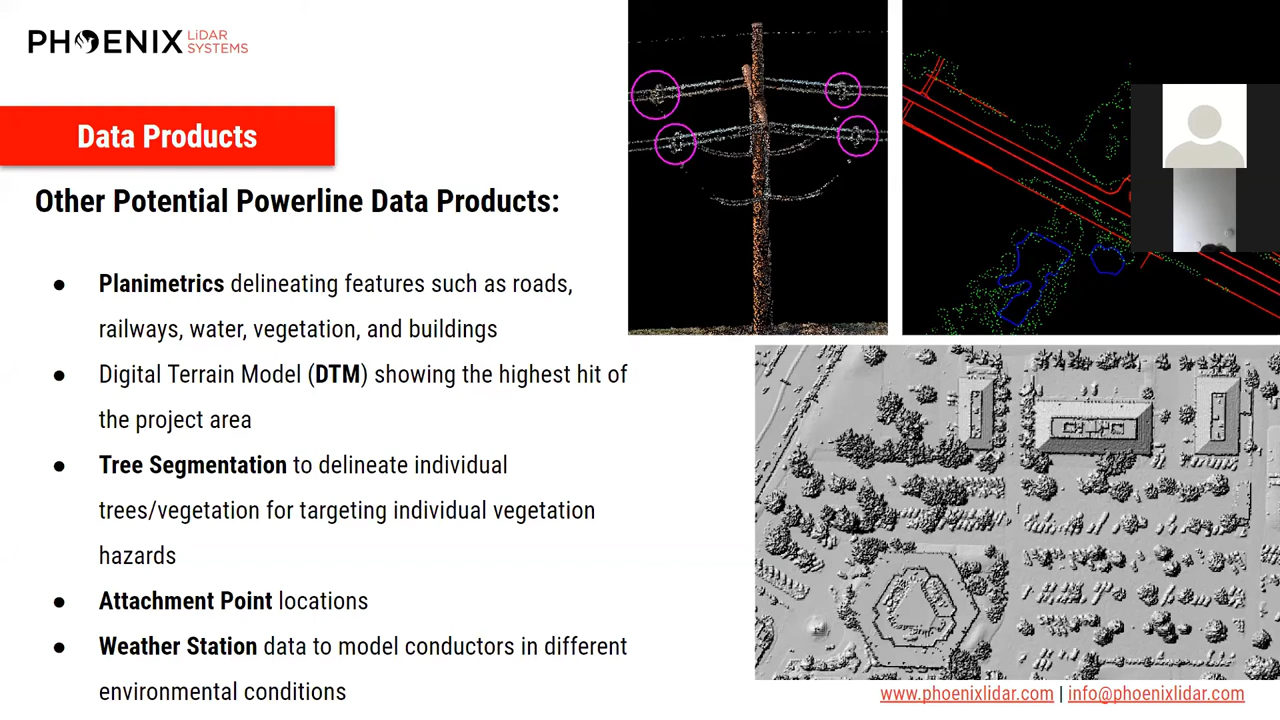 PHOENIX LiDAR SYSTEMS
Data Products
Other Potential Powerline Data Products:
● Planimetrics delineating features such as roads,
railways, water, vegetation, and buildings
● Digital Terrain Model (DTM) showing the highest hit of
the project area
● Tree Segmentation to delineate individual
trees/vegetation for targeting individual vegetation
hazards
● Attachment Point locations
● Weather Station data to model conductors in different
environmental conditions
www.phoenixlidar.com | info@phoenixlidar.com